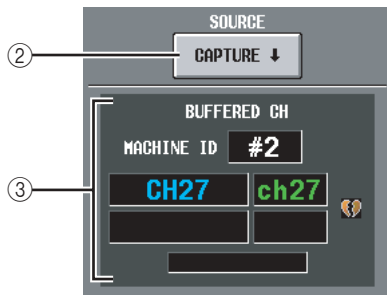 SOURCE
② CAPTURE ↓
③ BUFFERED CH
MACHINE ID #2
CH27 ch27